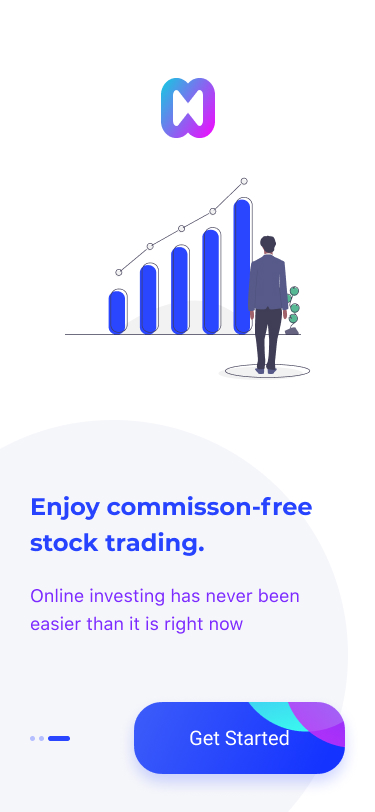 Enjoy commisson-free
stock trading.
Online investing has never been
easier than it is right now
Get Started